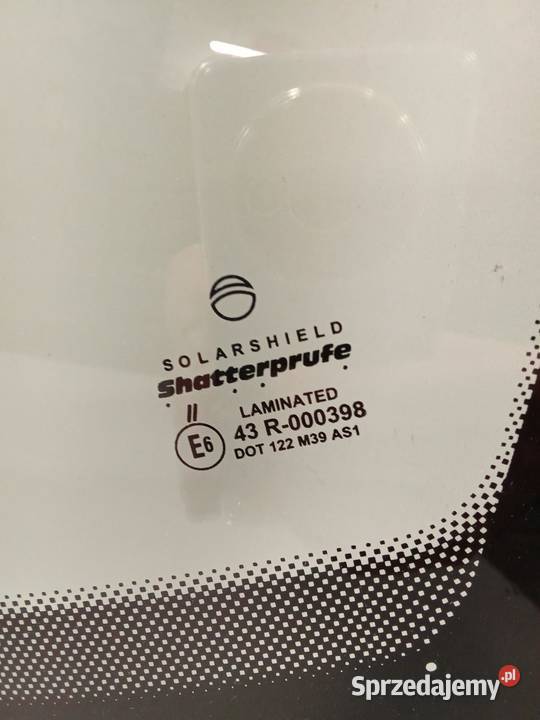 SOLARSHIELD
Shatterprufe
II
LAMINATED
E6 43 R-000398
DOT 122 M39 AS1
Sprzedajemy.pl